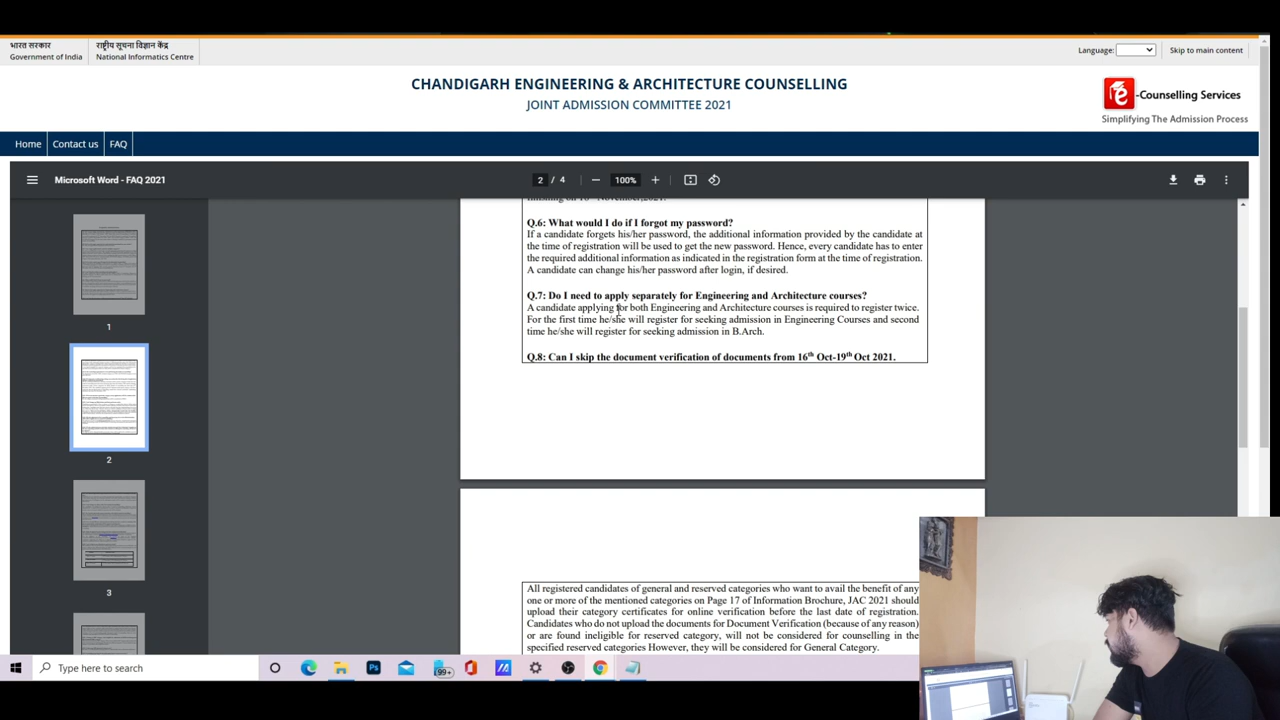 भारत सरकार
Government of India
राष्ट्रीय सूचना विज्ञान केंद्र
National Informatics Centre
Language:
Skip to main content
CHANDIGARH ENGINEERING & ARCHITECTURE COUNSELLING
JOINT ADMISSION COMMITTEE 2021
e-Counselling Services
Simplifying The Admission Process
Home
Contact us
FAQ
Microsoft Word - FAQ 2021
2 / 4
100%
Q.6: What would I do if I forgot my password?
If a candidate forgets his/her password, the additional information provided by the candidate at
the time of registration will be used to get the new password. Hence, every candidate has to enter
the required additional information as indicated in the registration form at the time of registration.
A candidate can change his/her password after login, if desired.
Q.7: Do I need to apply separately for Engineering and Architecture courses?
A candidate applying for both Engineering and Architecture courses is required to register twice.
For the first time he/she will register for seeking admission in Engineering Courses and second
time he/she will register for seeking admission in B.Arch.
Q.8: Can I skip the document verification of documents from 16th Oct-19th Oct 2021.
All registered candidates of general and reserved categories who want to avail the benefit of any
one or more of the mentioned categories on Page 17 of Information Brochure, JAC 2021 should
upload their category certificates for online verification before the last date of registration.
Candidates who do not upload the documents for Document Verification (because of any reason)
or are found ineligible for reserved category, will not be considered for counselling in the
specified reserved categories However, they will be considered for General Category.
1
2
3
Type here to search
99+